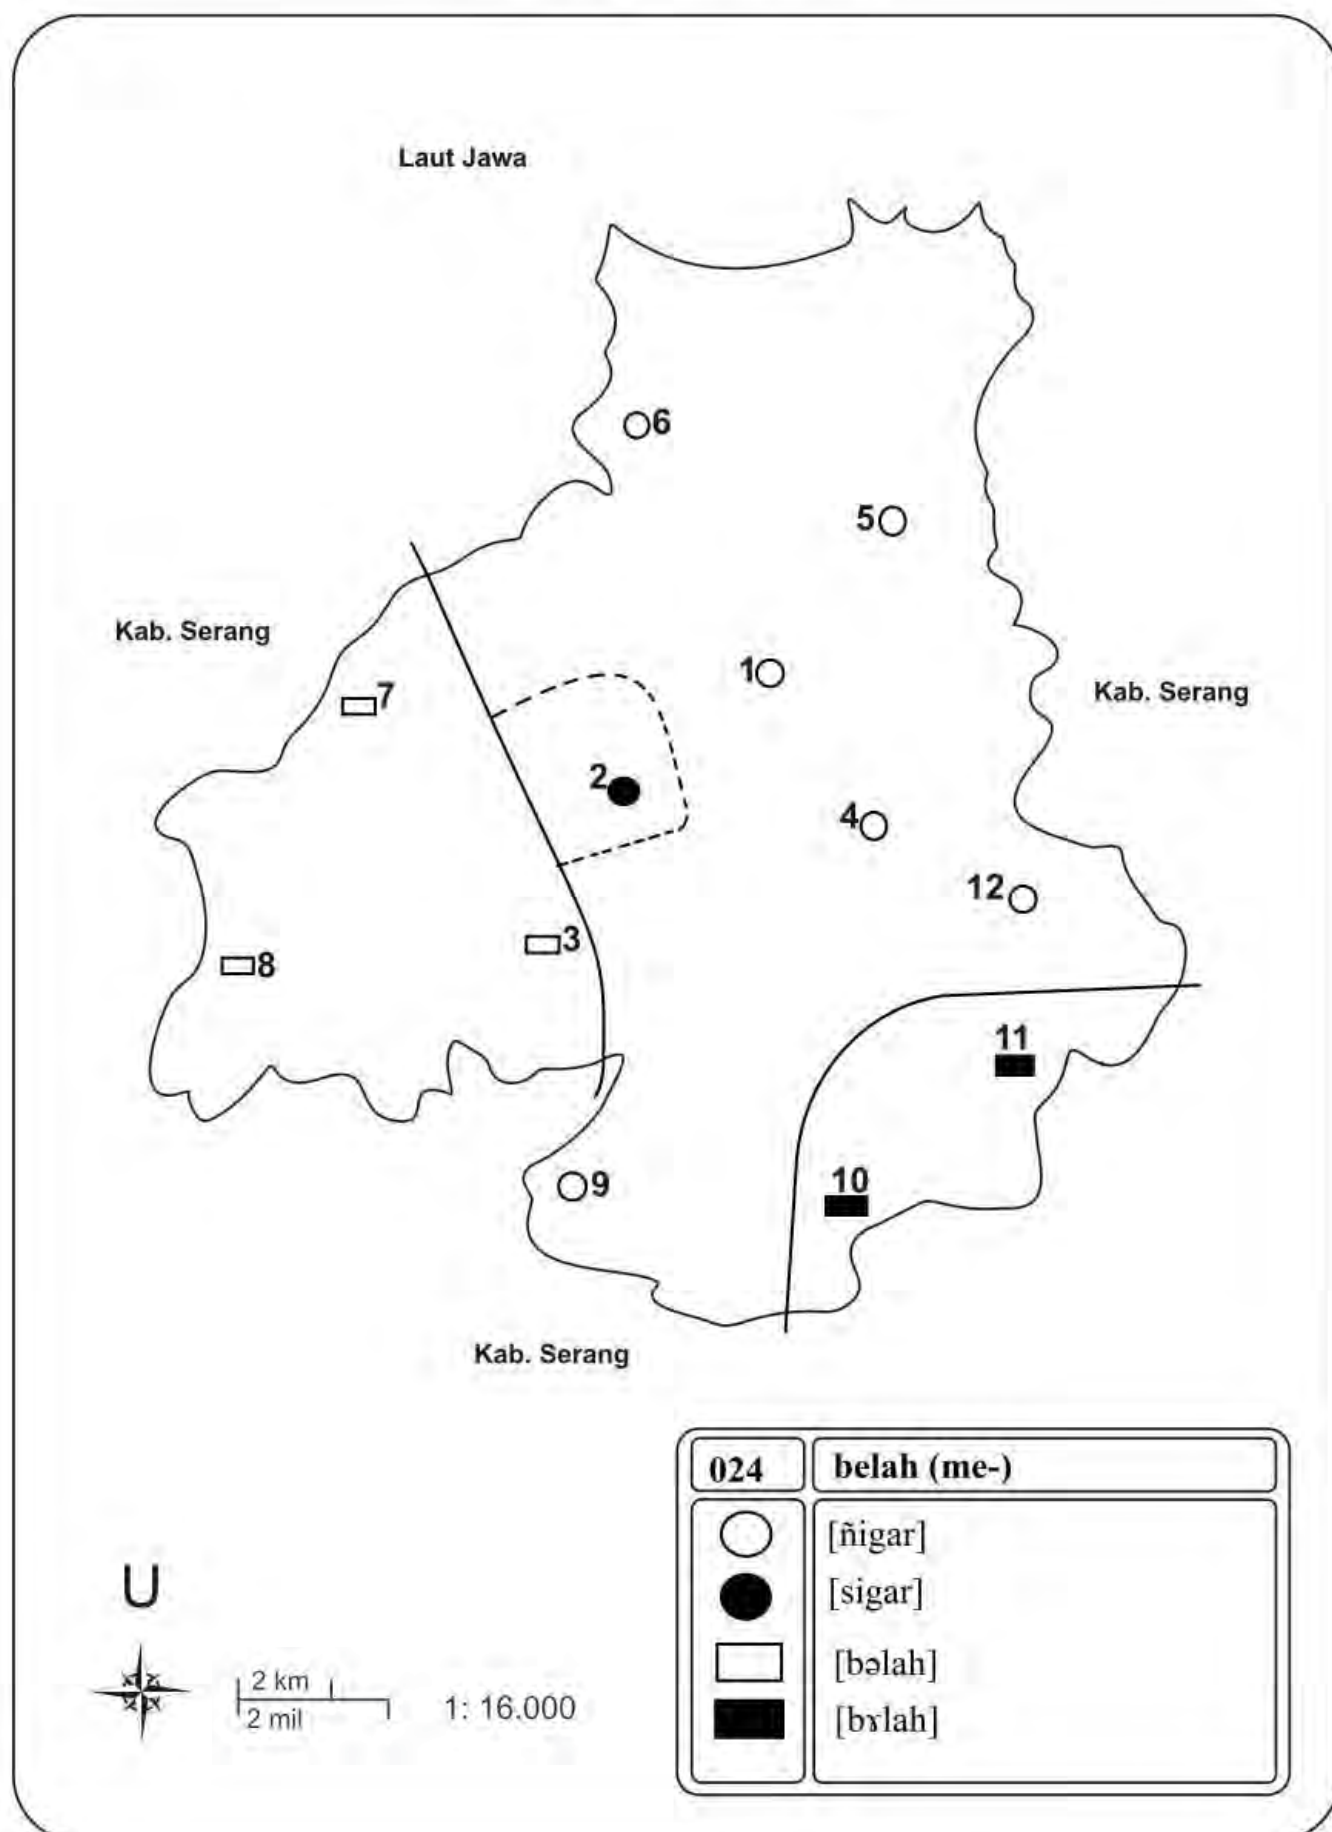 Laut Jawa
6
5
Kab. Serang
1
7
Kab. Serang
2
4
12
3
8
11
10
9
Kab. Serang
024 belah (me-)
[ñigar]
[sigar]
[bəlah]
[bɤlah]
U
2 km
2 mil
1: 16.000